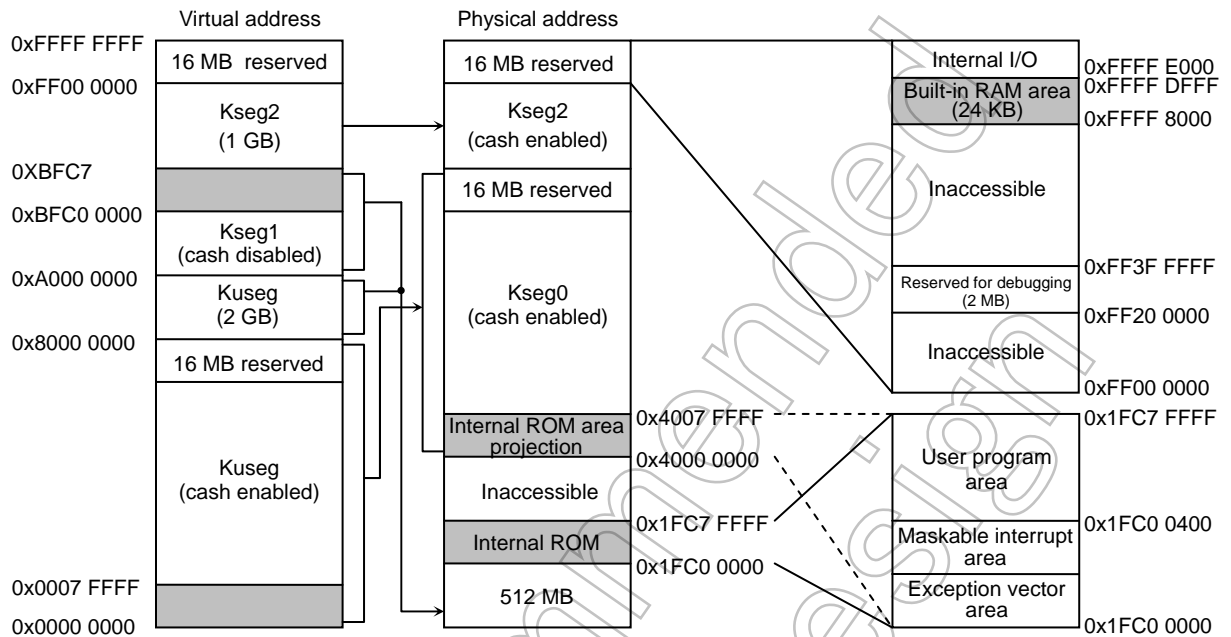 Virtual address
0xFFFF FFFF
16 MB reserved
0xFF00 0000
Kseg2
(1 GB)
0XBFC7
0xBFC0 0000
Kseg1
(cash disabled)
0xA000 0000
Kuseg
(2 GB)
0x8000 0000
16 MB reserved
Kuseg
(cash enabled)
0x0007 FFFF
0x0000 0000
Physical address
16 MB reserved
Kseg2
(cash enabled)
16 MB reserved
Kseg0
(cash enabled)
Internal ROM area
projection
0x4007 FFFF
0x4000 0000
Inaccessible
0x1FC7 FFFF
Internal ROM
0x1FC0 0000
512 MB
Internal I/O
0xFFFF E000
Built-in RAM area
(24 KB)
0xFFFF DFFF
0xFFFF 8000
Inaccessible
0xFF3F FFFF
Reserved for debugging
(2 MB)
0xFF20 0000
Inaccessible
0xFF00 0000
0x1FC7 FFFF
User program
area
0x1FC0 0400
Maskable interrupt
area
Exception vector
area
0x1FC0 0000
mmended
esign